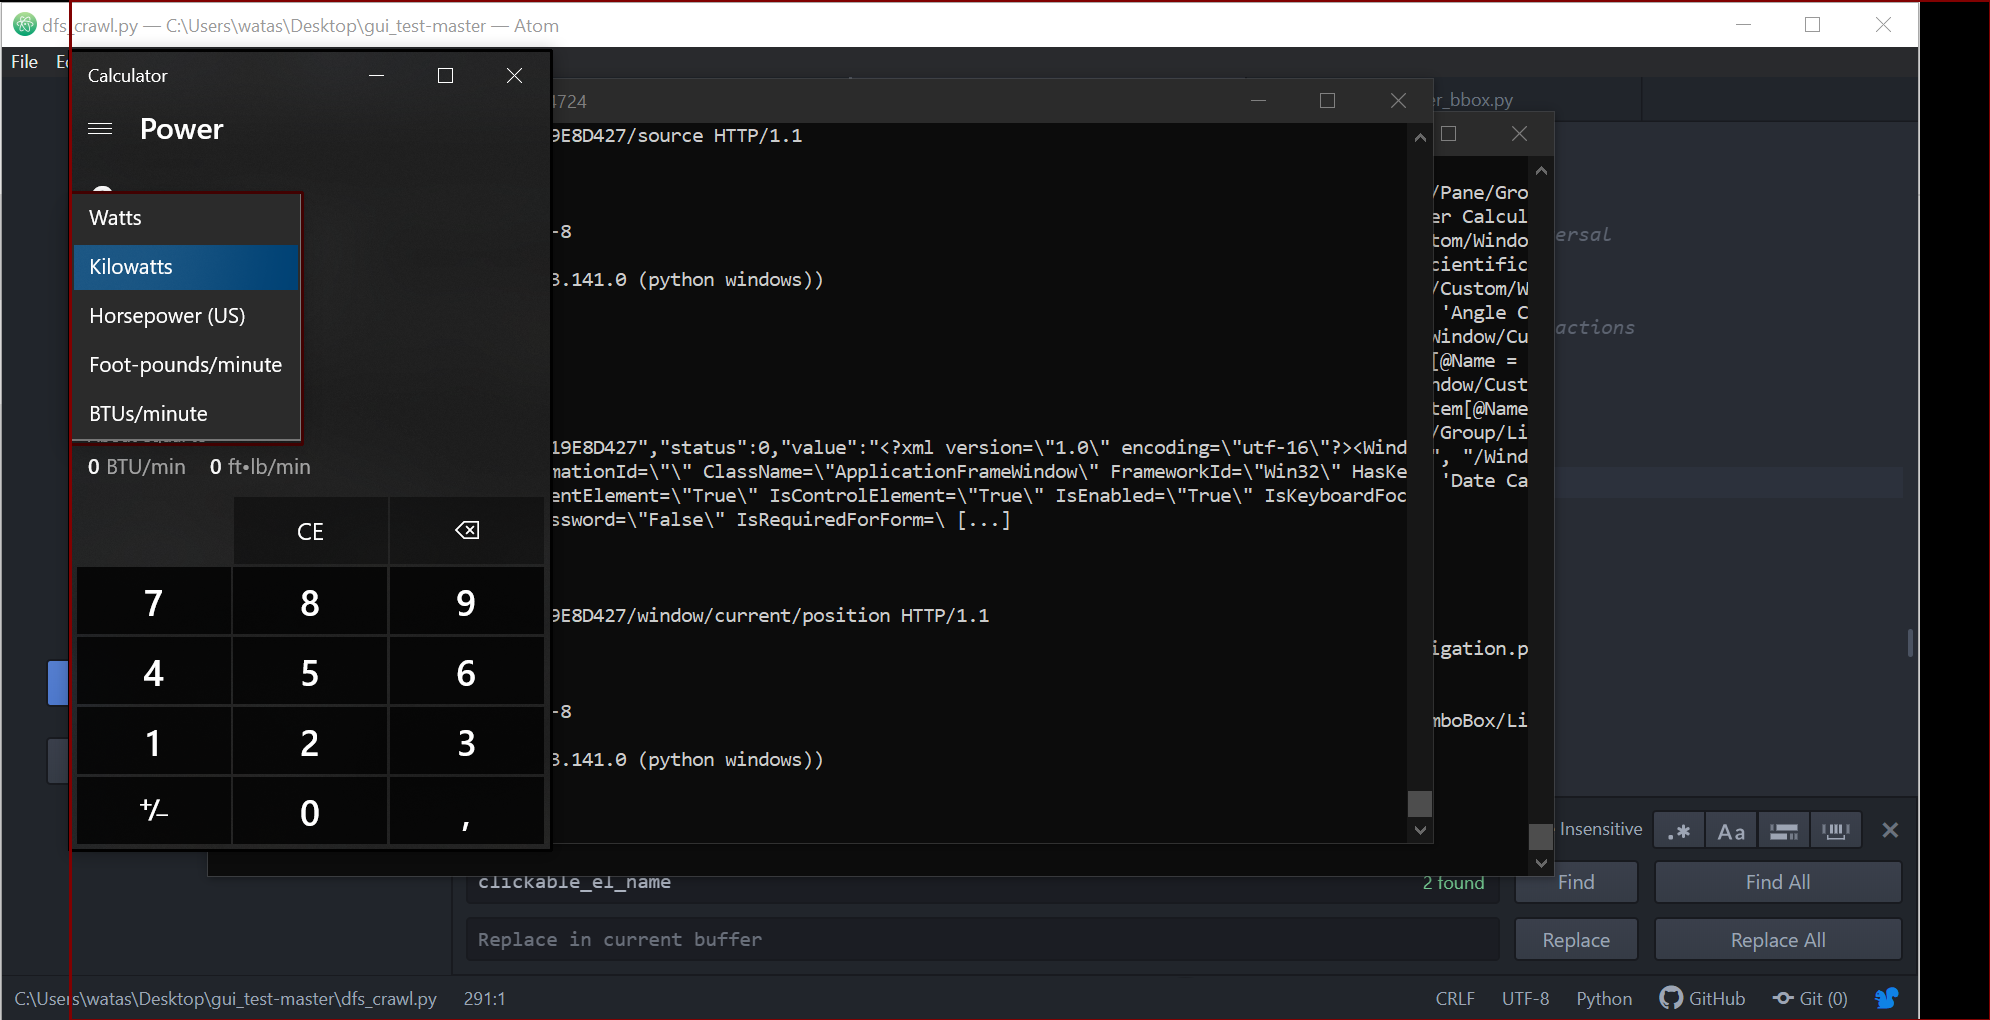 dfs_crawl.py — C:\Users\watas\Desktop\gui_test-master — Atom
File
Calculator
Power
Watts
Kilowatts
Horsepower (US)
Foot-pounds/minute
BTUs/minute
0 BTU/min 0 ft•lb/min
CE
7 8 9
4 5 6
1 2 3
+/− 0 ,
4724
9E8D427/source HTTP/1.1
-8
3.141.0 (python windows))
19E8D427","status":0,"value":"<?xml version=\"1.0\" encoding=\"utf-16\"?><Wind
mationId=\"\" ClassName=\"ApplicationFrameWindow\" FrameworkId=\"Win32\" HasKe
entElement=\"True\" IsControlElement=\"True\" IsEnabled=\"True\" IsKeyboardFoc
ssword=\"False\" IsRequiredForForm=\ [...]
9E8D427/window/current/position HTTP/1.1
-8
3.141.0 (python windows))
/Pane/Gro
er Calcul
tom/Windo
cientific
/Custom/W
'Angle C
Window/Cu
[@Name =
ndow/Cust
tem[@Name
/Group/Li
", "/Wind
'Date Ca
igation.p
mboBox/Li
er_bbox.py
ersal
actions
Insensitive .* Aa
clickable_el_name 2 found Find Find All
Replace in current buffer Replace Replace All
C:\Users\watas\Desktop\gui_test-master\dfs_crawl.py 291:1 CRLF UTF-8 Python GitHub Git (0)